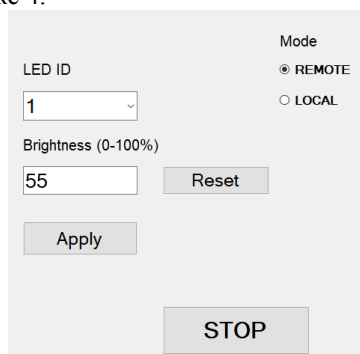 Mode
LED ID
REMOTE
1
LOCAL
Brightness (0-100%)
55
Reset
Apply
STOP